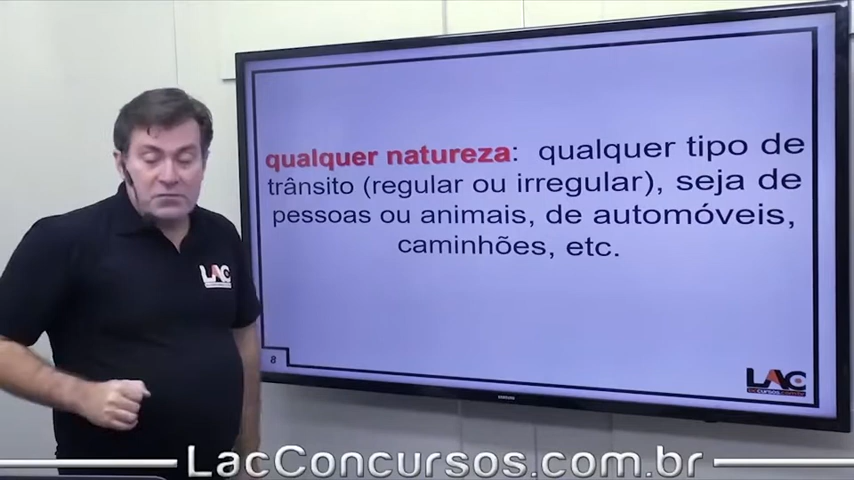 qualquer natureza: qualquer tipo de
trânsito (regular ou irregular), seja de
pessoas ou animais, de automóveis,
caminhões, etc.
LAC
8
LAC
SAMSUNG
LacConcursos.com.br